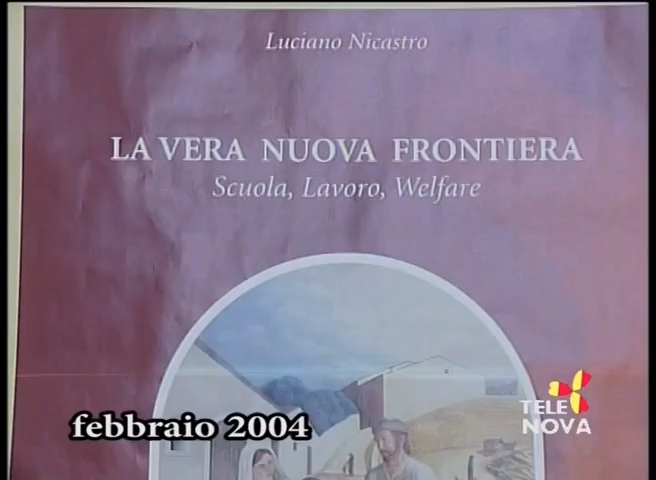 Luciano Nicastro
LA VERA NUOVA FRONTIERA
Scuola, Lavoro, Welfare
febbraio 2004
TELE
NOVA